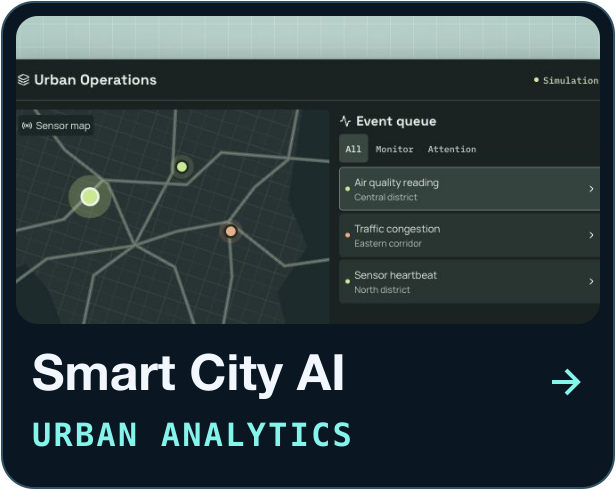 Urban Operations
Simulation
Sensor map
Event queue
All Monitor Attention
Air quality reading
Central district
Traffic congestion
Eastern corridor
Sensor heartbeat
North district
Smart City AI
URBAN ANALYTICS